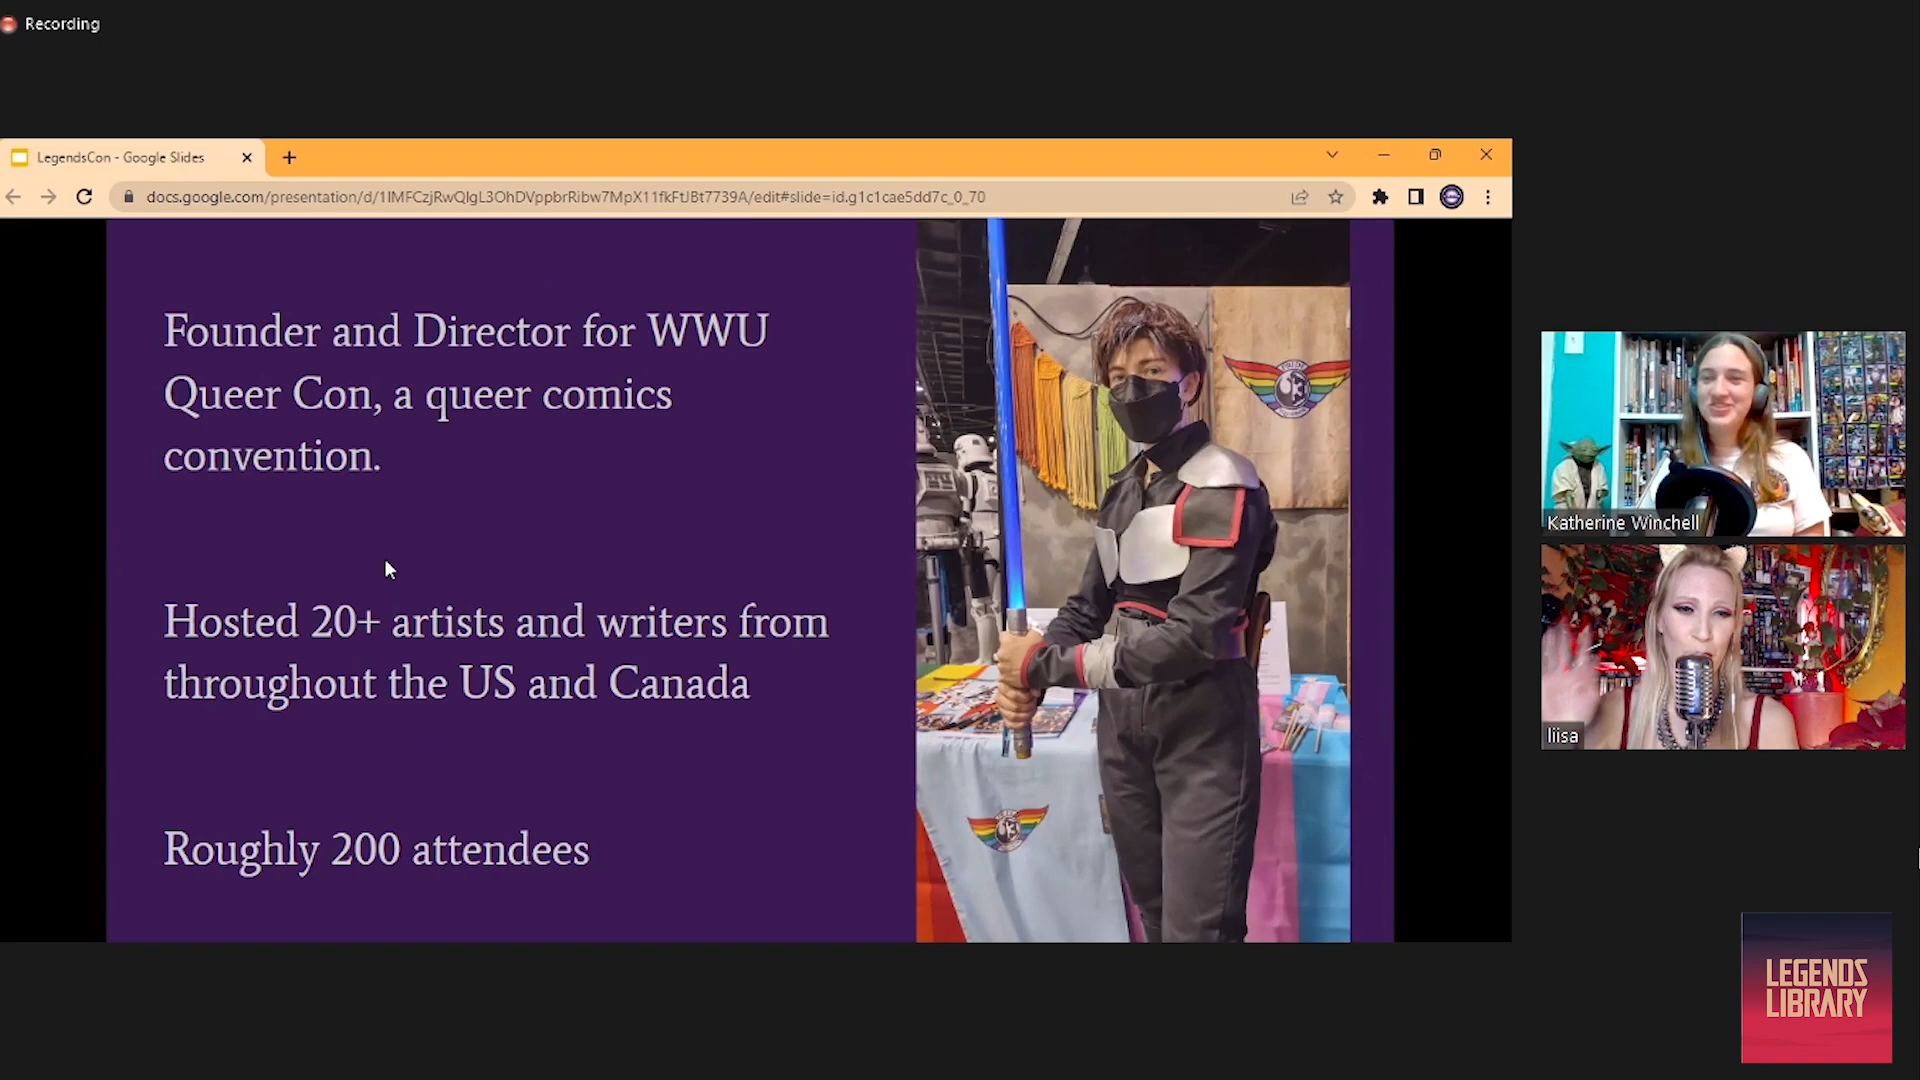 Recording
LegendsCon - Google Slides
docs.google.com/presentation/d/1IMFCzjRwQlgL3OhDVppbrRibw7MpX11fkFtJBt7739A/edit#slide=id.g1c1cae5dd7c_0_70
Founder and Director for WWU
Queer Con, a queer comics
convention.
Hosted 20+ artists and writers from
throughout the US and Canada
Roughly 200 attendees
Katherine Winchell
liisa
LEGENDS
LIBRARY